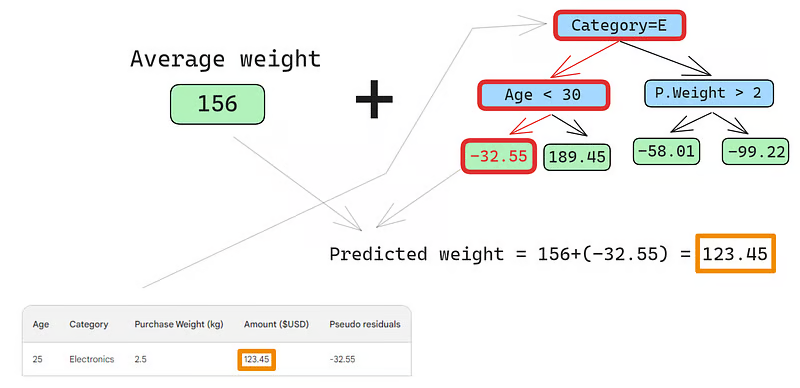 Category=E
Average weight
156
+
Age < 30
P.Weight > 2
-32.55
189.45
-58.01
-99.22
Predicted weight = 156+(-32.55) = 123.45
Age Category Purchase Weight (kg) Amount ($USD) Pseudo residuals
25 Electronics 2.5 123.45 -32.55